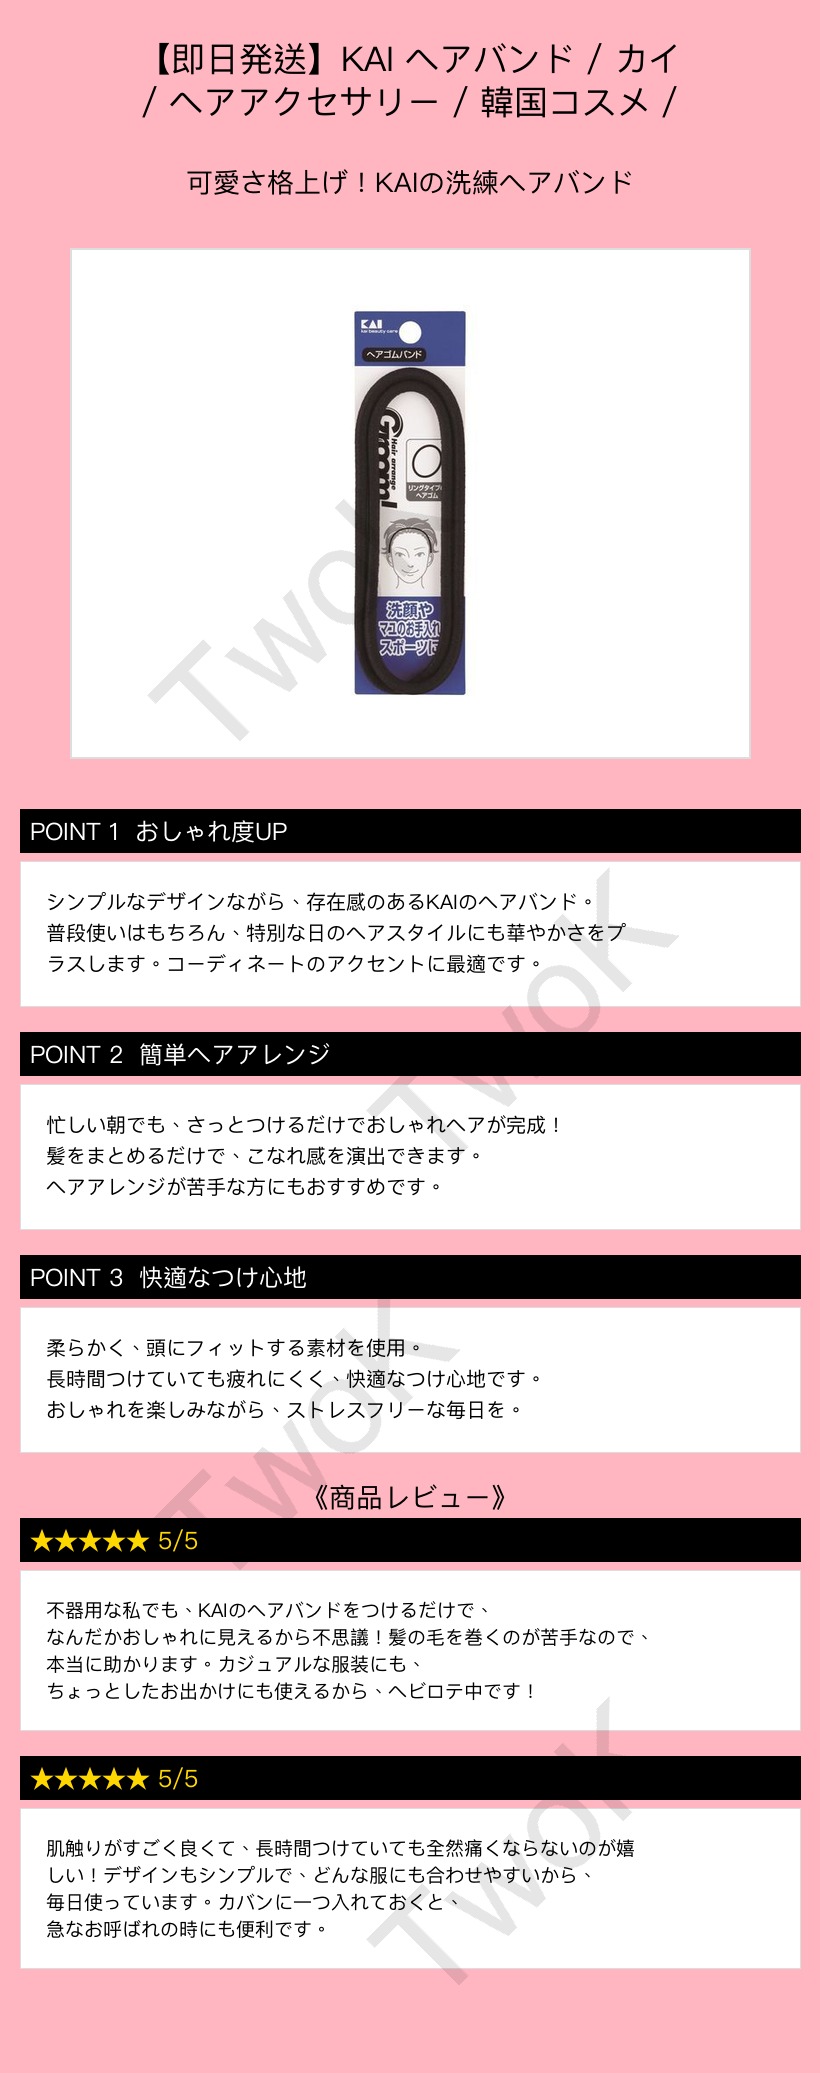 【即日発送】KAI ヘアバンド / カイ
/ ヘアアクセサリー / 韓国コスメ /
可愛さ格上げ！KAIの洗練ヘアバンド
KAI
kai beauty care
ヘアゴムバンド
Groom!
Hair arrange
リングタイプの
ヘアゴム
洗顔や
マユのお手入れ
スポーツに
TwoK
POINT 1 おしゃれ度UP
シンプルなデザインながら、存在感のあるKAIのヘアバンド。
普段使いはもちろん、特別な日のヘアスタイルにも華やかさをプ
ラスします。コーディネートのアクセントに最適です。
TwoK
POINT 2 簡単ヘアアレンジ
忙しい朝でも、さっとつけるだけでおしゃれヘアが完成！
髪をまとめるだけで、こなれ感を演出できます。
ヘアアレンジが苦手な方にもおすすめです。
POINT 3 快適なつけ心地
柔らかく、頭にフィットする素材を使用。
長時間つけていても疲れにくく、快適なつけ心地です。
おしゃれを楽しみながら、ストレスフリーな毎日を。
TwoK
《商品レビュー》
★★★★★ 5/5
不器用な私でも、KAIのヘアバンドをつけるだけで、
なんだかおしゃれに見えるから不思議！髪の毛を巻くのが苦手なので、
本当に助かります。カジュアルな服装にも、
ちょっとしたお出かけにも使えるから、ヘビロテ中です！
★★★★★ 5/5
肌触りがすごく良くて、長時間つけていても全然痛くならないのが嬉
しい！デザインもシンプルで、どんな服にも合わせやすいから、
毎日使っています。カバンに一つ入れておくと、
急なお呼ばれの時にも便利です。
TwoK